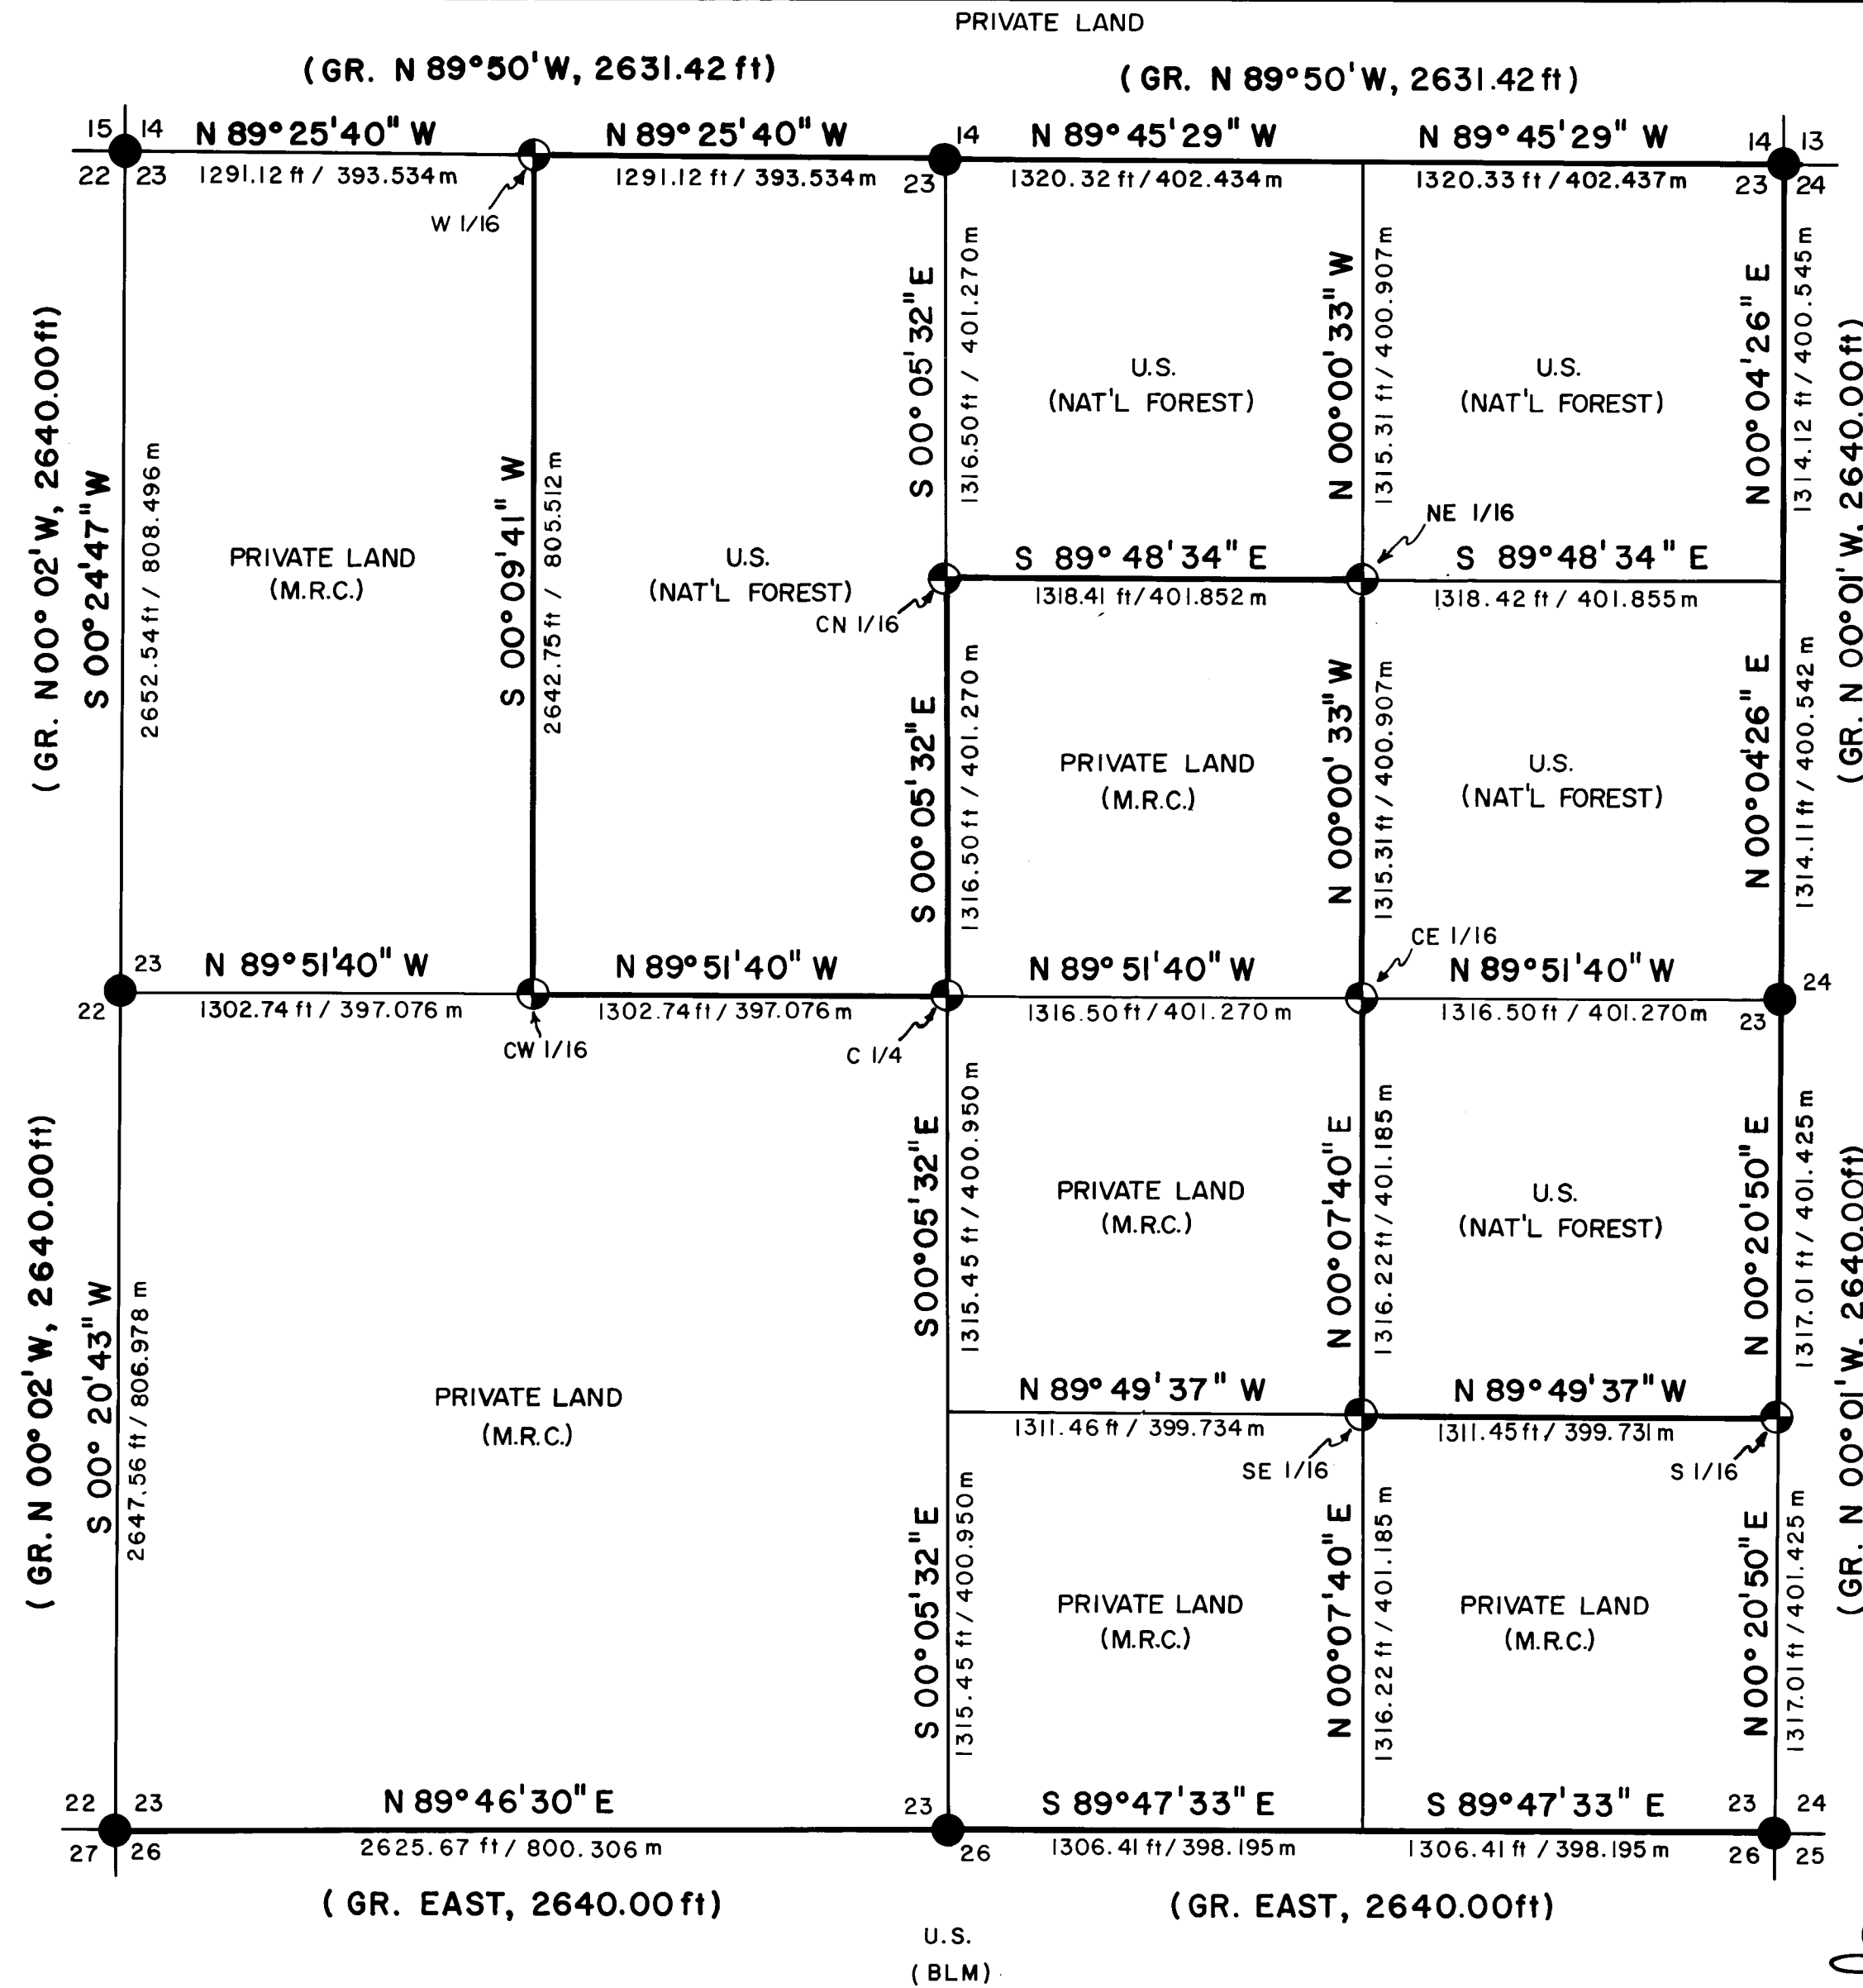 PRIVATE LAND
(GR. N 89°50'W, 2631.42 ft)
(GR. N 89°50'W, 2631.42 ft)
15 14
N 89°25'40" W
N 89°25'40" W
14
N 89°45'29" W
N 89°45'29" W
14 13
22 23
1291.12 ft / 393.534 m
1291.12 ft / 393.534 m
23
1320.32 ft / 402.434 m
1320.33 ft / 402.437 m
23 24
W 1/16
(GR. N00°02'W, 2640.00ft)
S 00°24'47" W
2652.54 ft / 808.496 m
PRIVATE LAND
(M.R.C.)
S 00°09'41" W
2642.75 ft / 805.512 m
U.S.
(NAT'L FOREST)
S 00°05'32" E
1316.50 ft / 401.270 m
U.S.
(NAT'L FOREST)
N 00°00'33" W
1315.31 ft / 400.907 m
U.S.
(NAT'L FOREST)
N 00°04'26" E
1314.12 ft / 400.545 m
(GR. N 00°01'W, 2640.00ft)
NE 1/16
S 89°48'34" E
S 89°48'34" E
1318.41 ft / 401.852 m
1318.42 ft / 401.855 m
CN 1/16
S 00°05'32" E
1316.50 ft / 401.270 m
PRIVATE LAND
(M.R.C.)
N 00°00'33" W
1315.31 ft / 400.907 m
U.S.
(NAT'L FOREST)
N 00°04'26" E
1314.11 ft / 400.542 m
CE 1/16
23
N 89°51'40" W
N 89°51'40" W
N 89°51'40" W
N 89°51'40" W
24
22
1302.74 ft / 397.076 m
1302.74 ft / 397.076 m
1316.50 ft / 401.270 m
1316.50 ft / 401.270 m
23
CW 1/16
C 1/4
(GR. N 00°02'W, 2640.00ft)
S 00°20'43" W
2647.56 ft / 806.978 m
PRIVATE LAND
(M.R.C.)
S 00°05'32" E
1315.45 ft / 400.950 m
PRIVATE LAND
(M.R.C.)
N 00°07'40" E
1316.22 ft / 401.185 m
U.S.
(NAT'L FOREST)
N 00°20'50" E
1317.01 ft / 401.425 m
(GR. N 00°01'W, 2640.00ft)
N 89°49'37" W
N 89°49'37" W
1311.46 ft / 399.734 m
1311.45 ft / 399.731 m
SE 1/16
S 1/16
S 00°05'32" E
1315.45 ft / 400.950 m
PRIVATE LAND
(M.R.C.)
N 00°07'40" E
1316.22 ft / 401.185 m
PRIVATE LAND
(M.R.C.)
N 00°20'50" E
1317.01 ft / 401.425 m
22 23
N 89°46'30" E
23
S 89°47'33" E
S 89°47'33" E
23 24
27 26
2625.67 ft / 800.306 m
26
1306.41 ft / 398.195 m
1306.41 ft / 398.195 m
26 25
(GR. EAST, 2640.00 ft)
(GR. EAST, 2640.00ft)
U.S.
(BLM)